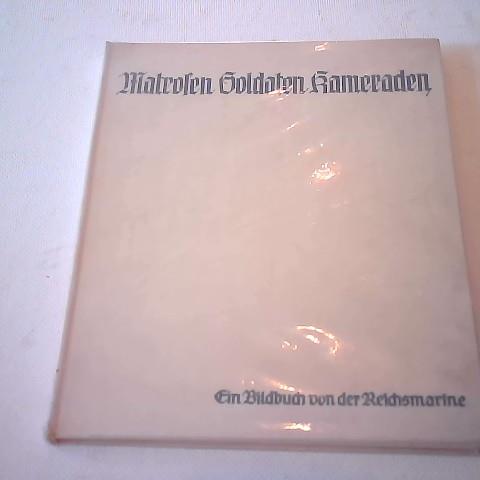 Matrosen Soldaten Kameraden
Ein Bildbuch von der Reichsmarine